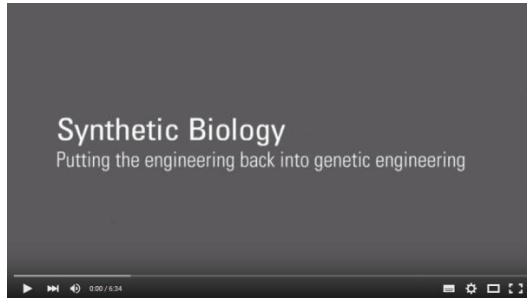 Synthetic Biology
Putting the engineering back into genetic engineering
0:00 / 6:34